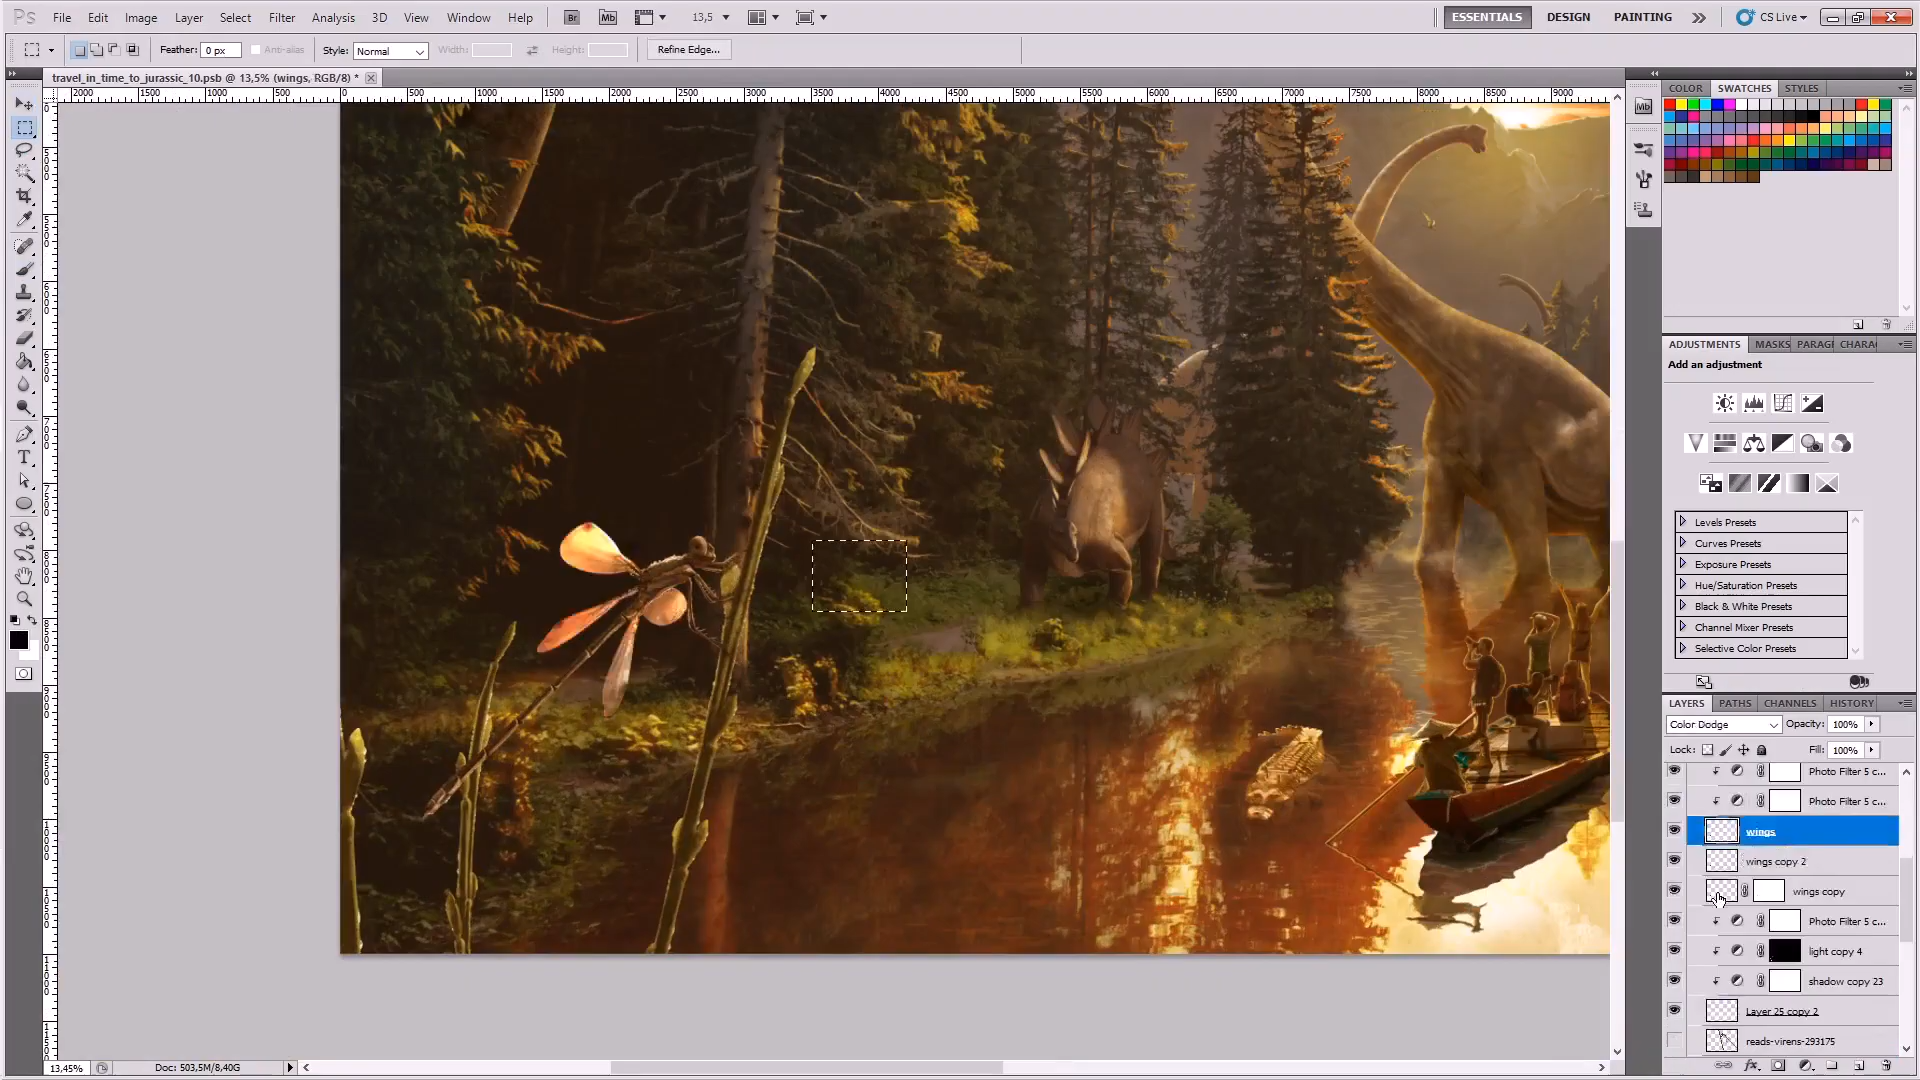 Ps File Edit Image Layer Select Filter Analysis 3D View Window Help Br Mb 13,5 ESSENTIALS DESIGN PAINTING CS Live
Feather: 0 px Anti-alias Style: Normal Width: Height: Refine Edge...
travel_in_time_to_jurassic_10.psb @ 13,5% (wings, RGB/8) *
2000 1500 1000 500 0 500 1000 1500 2000 2500 3000 3500 4000 4500 5000 5500 6000 6500 7000 7500 8000 8500 9000
COLOR SWATCHES STYLES
Mb
ADJUSTMENTS MASKS PARAGI CHARA
Add an adjustment
Levels Presets
Curves Presets
Exposure Presets
Hue/Saturation Presets
Black & White Presets
Channel Mixer Presets
Selective Color Presets
LAYERS PATHS CHANNELS HISTORY
Color Dodge Opacity: 100%
Lock: Fill: 100%
Photo Filter 5 c...
Photo Filter 5 c...
wings
wings copy 2
wings copy
Photo Filter 5 c...
light copy 4
shadow copy 23
Layer 25 copy 2
reads-virens-293175
13,45% Doc: 503,5M/8,40G